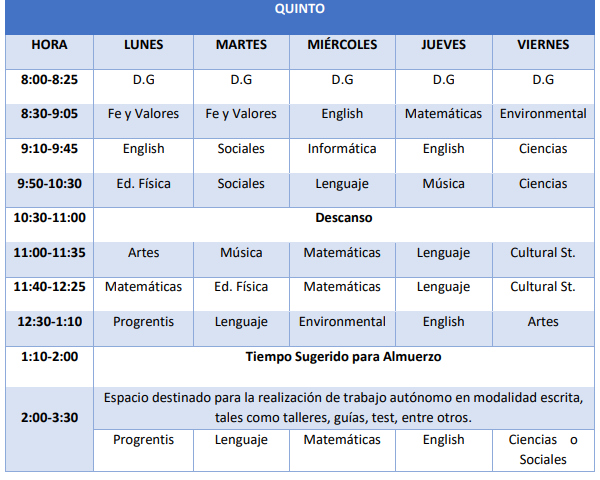 QUINTO
HORA LUNES MARTES MIÉRCOLES JUEVES VIERNES
8:00-8:25 D.G D.G D.G D.G D.G
8:30-9:05 Fe y Valores Fe y Valores English Matemáticas Environmental
9:10-9:45 English Sociales Informática English Ciencias
9:50-10:30 Ed. Física Sociales Lenguaje Música Ciencias
10:30-11:00 Descanso
11:00-11:35 Artes Música Matemáticas Lenguaje Cultural St.
11:40-12:25 Matemáticas Ed. Física Matemáticas Lenguaje Cultural St.
12:30-1:10 Progrentis Lenguaje Environmental English Artes
1:10-2:00 Tiempo Sugerido para Almuerzo
2:00-3:30 Espacio destinado para la realización de trabajo autónomo en modalidad escrita,
tales como talleres, guías, test, entre otros.
Progrentis Lenguaje Matemáticas English Ciencias o
Sociales